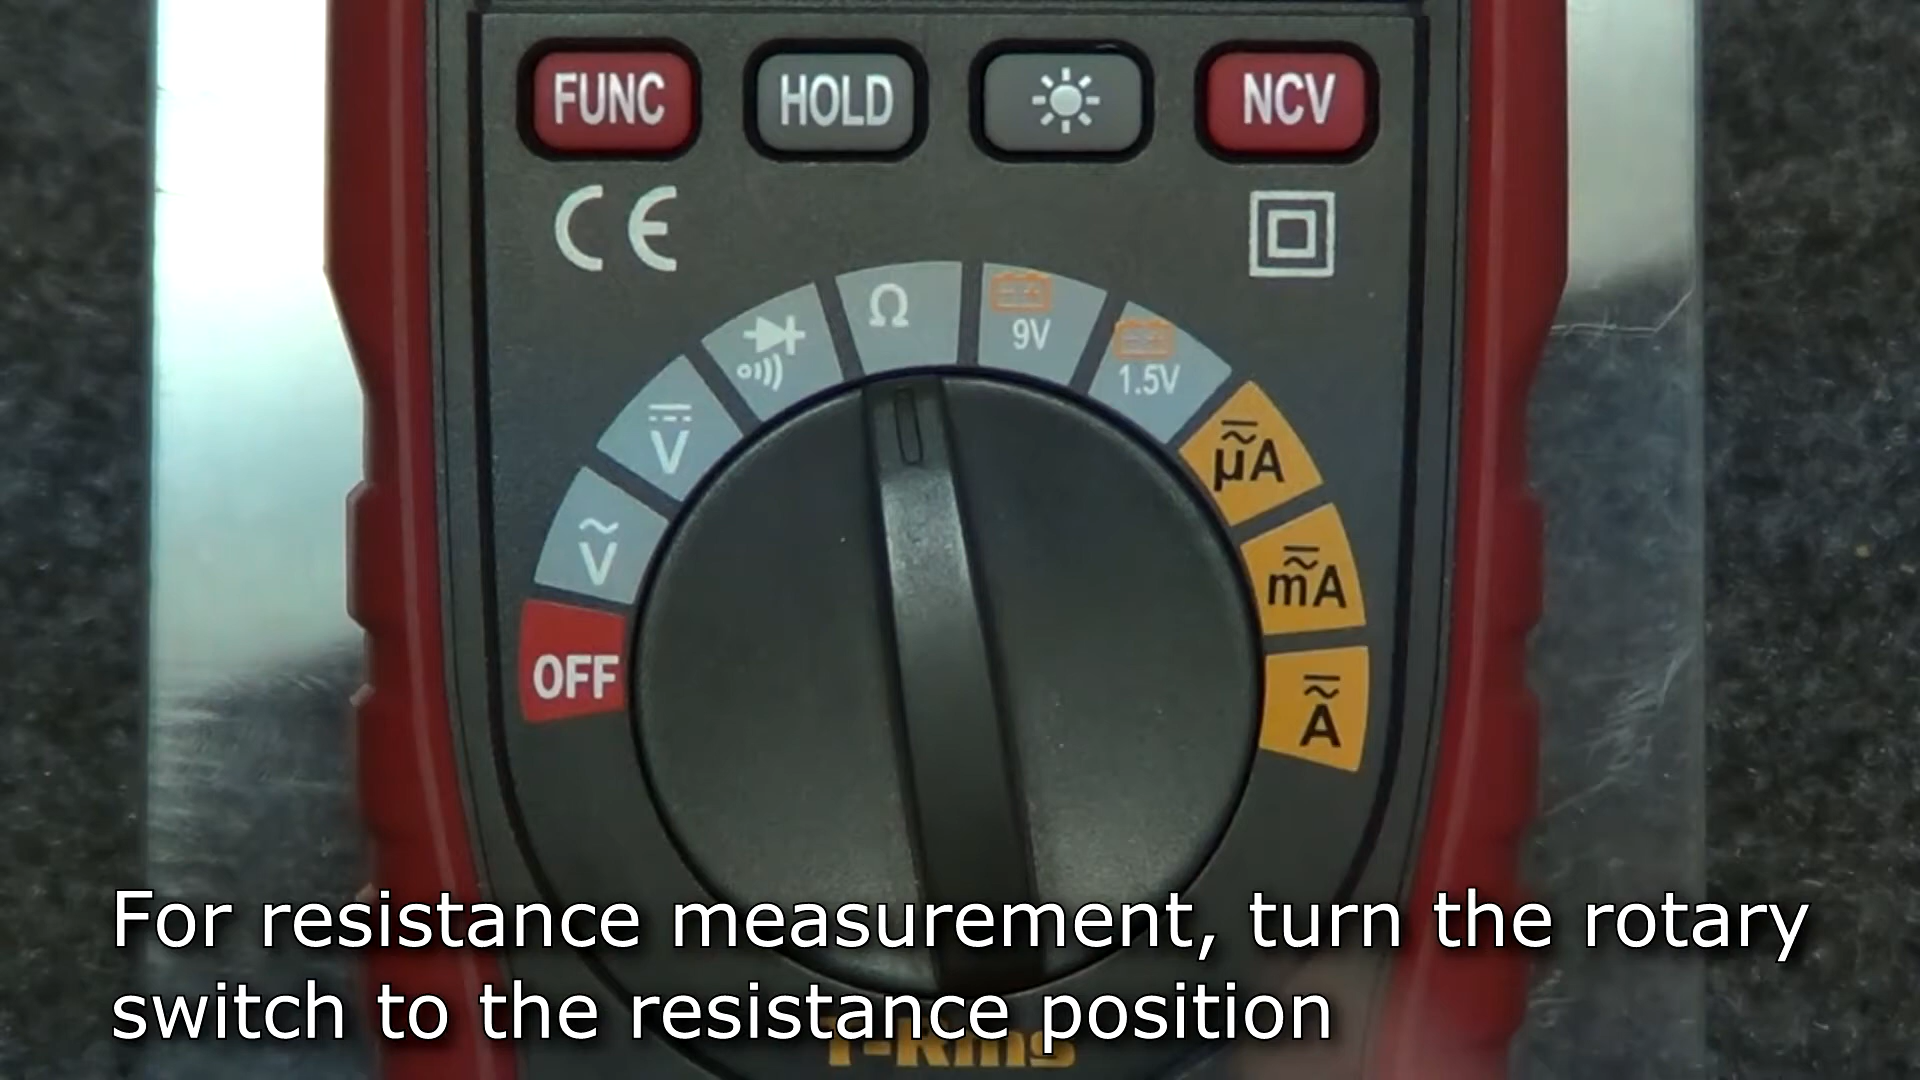 FUNC HOLD NCV
CE
Ω
9V
1.5V
V
V
OFF
µA
mA
A
T-Rms
For resistance measurement, turn the rotary
switch to the resistance position